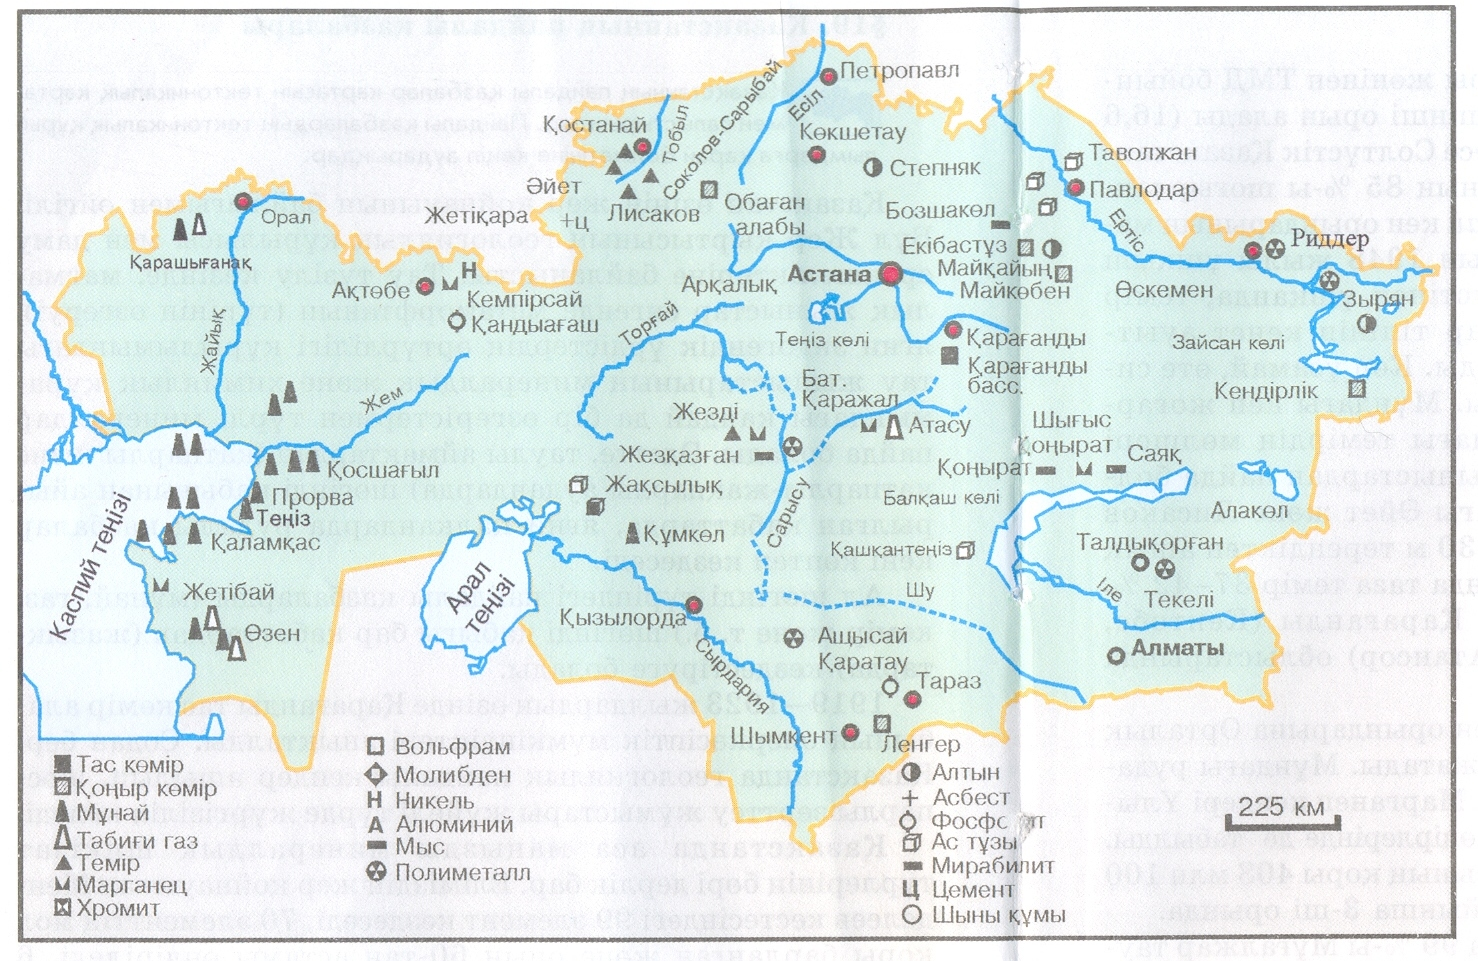 Петропавл
Есіл
Соколов-Сарыбай
Тобыл
Қостанай
Көкшетау
Степняк
Әйет
Лисаков
Обаған
алабы
Жетіқара
+ц
Таволжан
Павлодар
Ертіс
Бозшакөл
Екібастұз
Майқайың
Майкөбен
Риддер
Өскемен
Зырян
Зайсан көлі
Кендірлік
Орал
Қарашығанақ
Ақтөбе
Н
Кемпірсай
Қандыағаш
Жайық
Жем
Астана
Арқалық
Торғай
Теңіз көлі
Қарағанды
Қарағанды
басс.
Бат.
Қаражал
Жезді
Атасу
Жезқазған
Шығыс
Қоңырат
Қоңырат
Саяқ
Жақсылық
Балқаш көлі
Алакөл
Қосшағыл
Прорва
Теңіз
Қаламқас
Каспий теңізі
Жетібай
Өзен
Арал
теңізі
Құмкөл
Сарысу
Қашқантеңіз
Талдықорған
Іле
Текелі
Алматы
Шу
Қызылорда
Сырдария
Ащысай
Қаратау
Тараз
Шымкент
Ленгер
Тас көмір
Қоңыр көмір
Мұнай
Табиғи газ
Темір
Марганец
Хромит
Вольфрам
Молибден
Н Никель
А Алюминий
Мыс
Полиметалл
Алтын
Асбест
Ас тұзы
Мирабилит
Ц Цемент
Шыны құмы
225 км